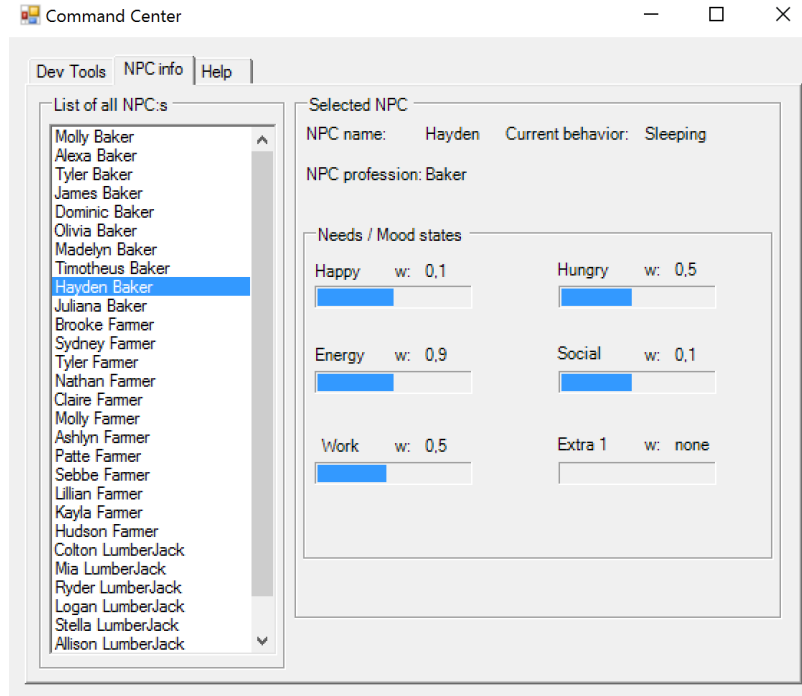 Command Center
Dev Tools NPC info Help
List of all NPC:s
Molly Baker
Alexa Baker
Tyler Baker
James Baker
Dominic Baker
Olivia Baker
Madelyn Baker
Timotheus Baker
Hayden Baker
Juliana Baker
Brooke Farmer
Sydney Farmer
Tyler Farmer
Nathan Farmer
Claire Farmer
Molly Farmer
Ashlyn Farmer
Patte Farmer
Sebbe Farmer
Lillian Farmer
Kayla Farmer
Hudson Farmer
Colton LumberJack
Mia LumberJack
Ryder LumberJack
Logan LumberJack
Stella LumberJack
Allison LumberJack
Selected NPC
NPC name: Hayden Current behavior: Sleeping
NPC profession: Baker
Needs / Mood states
Happy w: 0,1 Hungry w: 0,5
Energy w: 0,9 Social w: 0,1
Work w: 0,5 Extra 1 w: none